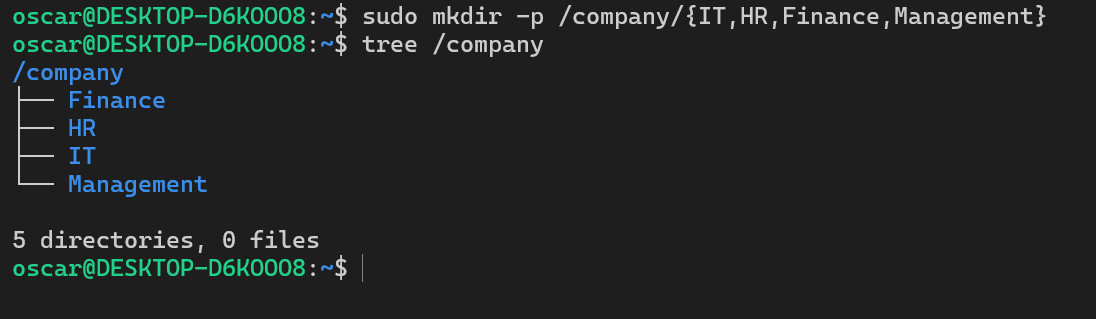 oscar@DESKTOP-D6KOOO8:~$ sudo mkdir -p /company/{IT,HR,Finance,Management}
oscar@DESKTOP-D6KOOO8:~$ tree /company
/company
├── Finance
├── HR
├── IT
└── Management
5 directories, 0 files
oscar@DESKTOP-D6KOOO8:~$